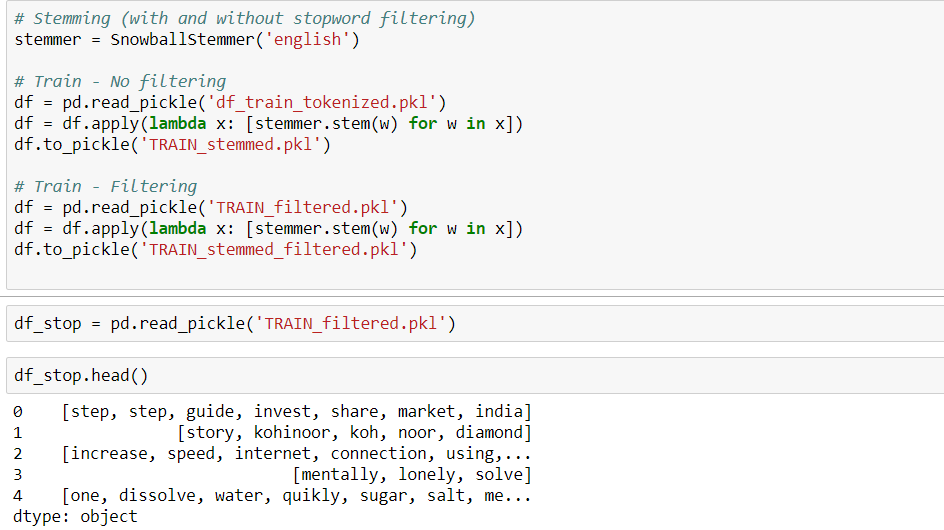 # Stemming (with and without stopword filtering)
stemmer = SnowballStemmer('english')
# Train - No filtering
df = pd.read_pickle('df_train_tokenized.pkl')
df = df.apply(lambda x: [stemmer.stem(w) for w in x])
df.to_pickle('TRAIN_stemmed.pkl')
# Train - Filtering
df = pd.read_pickle('TRAIN_filtered.pkl')
df = df.apply(lambda x: [stemmer.stem(w) for w in x])
df.to_pickle('TRAIN_stemmed_filtered.pkl')
df_stop = pd.read_pickle('TRAIN_filtered.pkl')
df_stop.head()
0 [step, step, guide, invest, share, market, india]
1 [story, kohinoor, koh, noor, diamond]
2 [increase, speed, internet, connection, using,...
3 [mentally, lonely, solve]
4 [one, dissolve, water, quikly, sugar, salt, me...
dtype: object